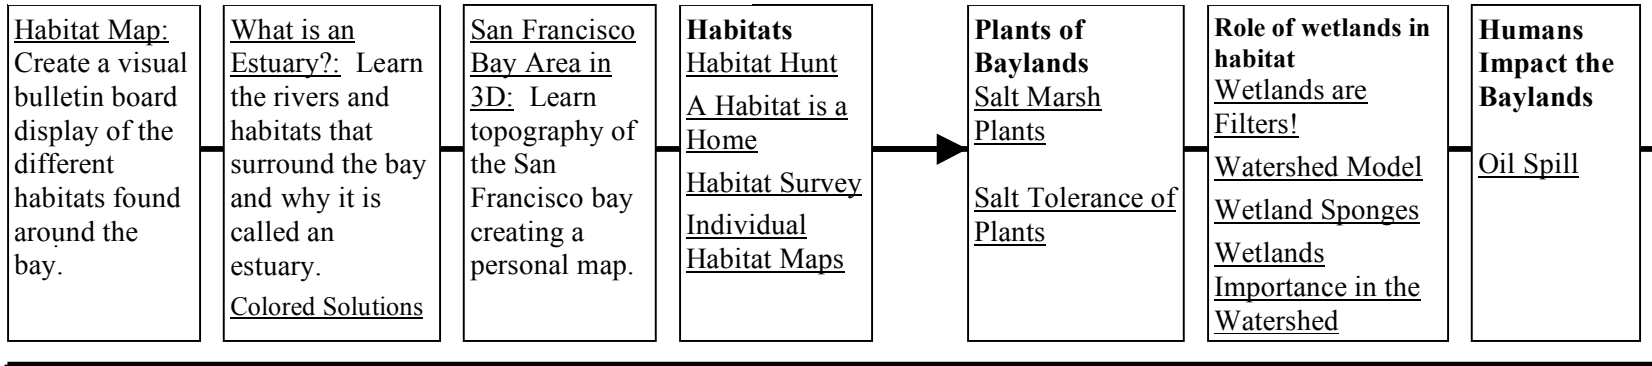 Habitat Map:
Create a visual
bulletin board
display of the
different
habitats found
around the
bay.
What is an
Estuary?: Learn
the rivers and
habitats that
surround the bay
and why it is
called an
estuary.
Colored Solutions
San Francisco
Bay Area in
3D: Learn
topography of
the San
Francisco bay
creating a
personal map.
Habitats
Habitat Hunt
A Habitat is a
Home
Habitat Survey
Individual
Habitat Maps
Plants of
Baylands
Salt Marsh
Plants
Salt Tolerance of
Plants
Role of wetlands in
habitat
Wetlands are
Filters!
Watershed Model
Wetland Sponges
Wetlands
Importance in the
Watershed
Humans
Impact the
Baylands
Oil Spill